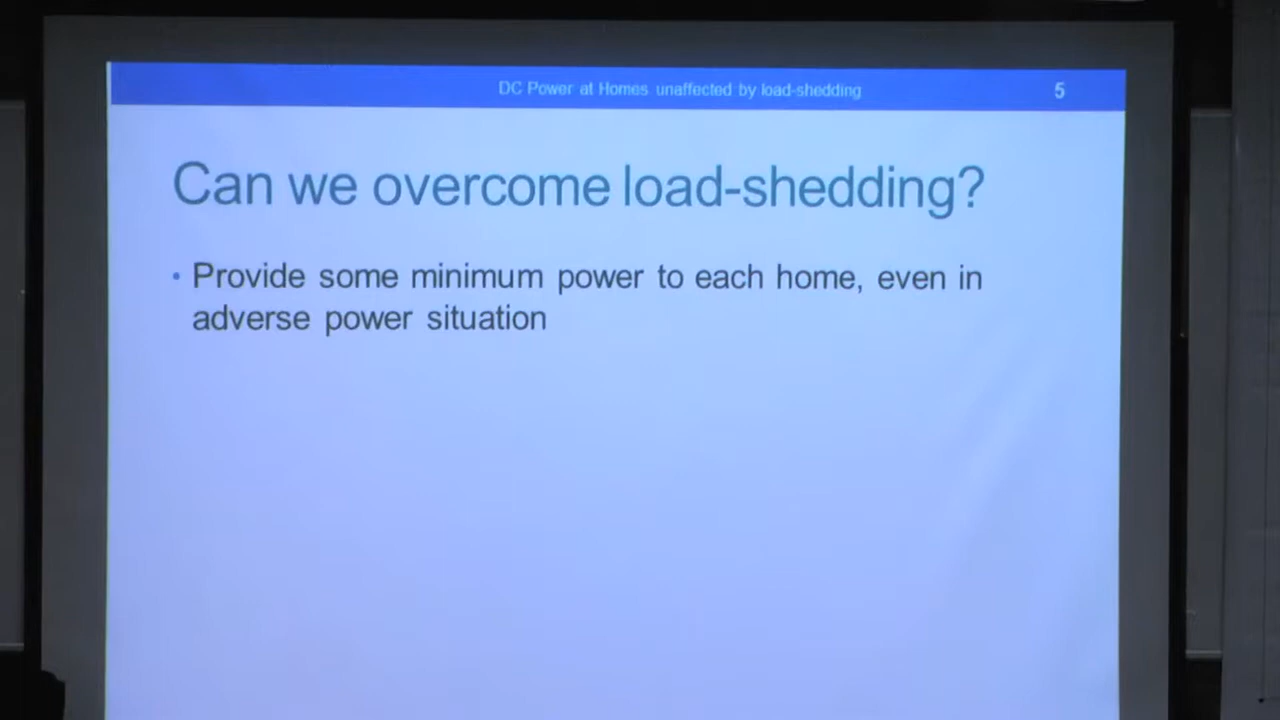 DC Power at Homes unaffected by load-shedding 5
Can we overcome load-shedding?
• Provide some minimum power to each home, even in
adverse power situation